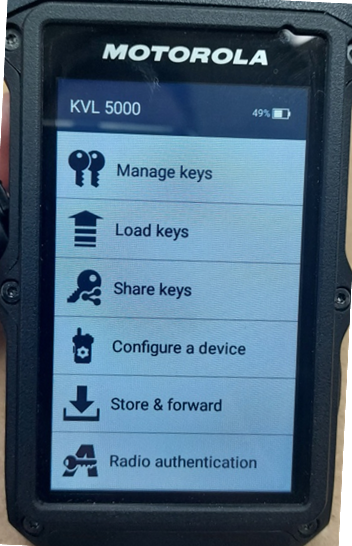 MOTOROLA
KVL 5000
49%
Manage keys
Load keys
Share keys
Configure a device
Store & forward
Radio authentication